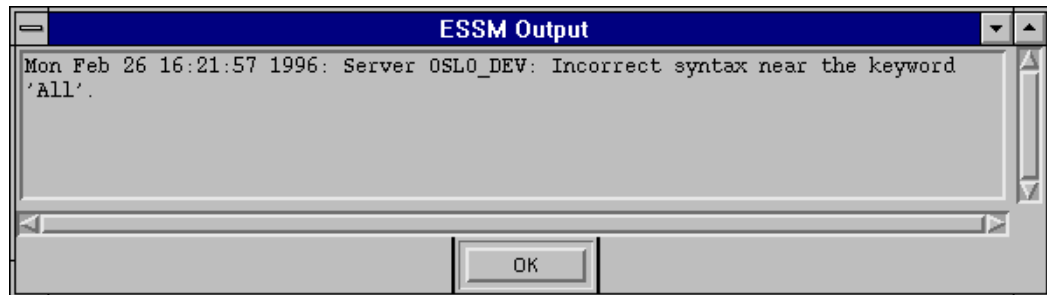 ESSM Output
Mon Feb 26 16:21:57 1996: Server OSLO_DEV: Incorrect syntax near the keyword
'All'.
OK